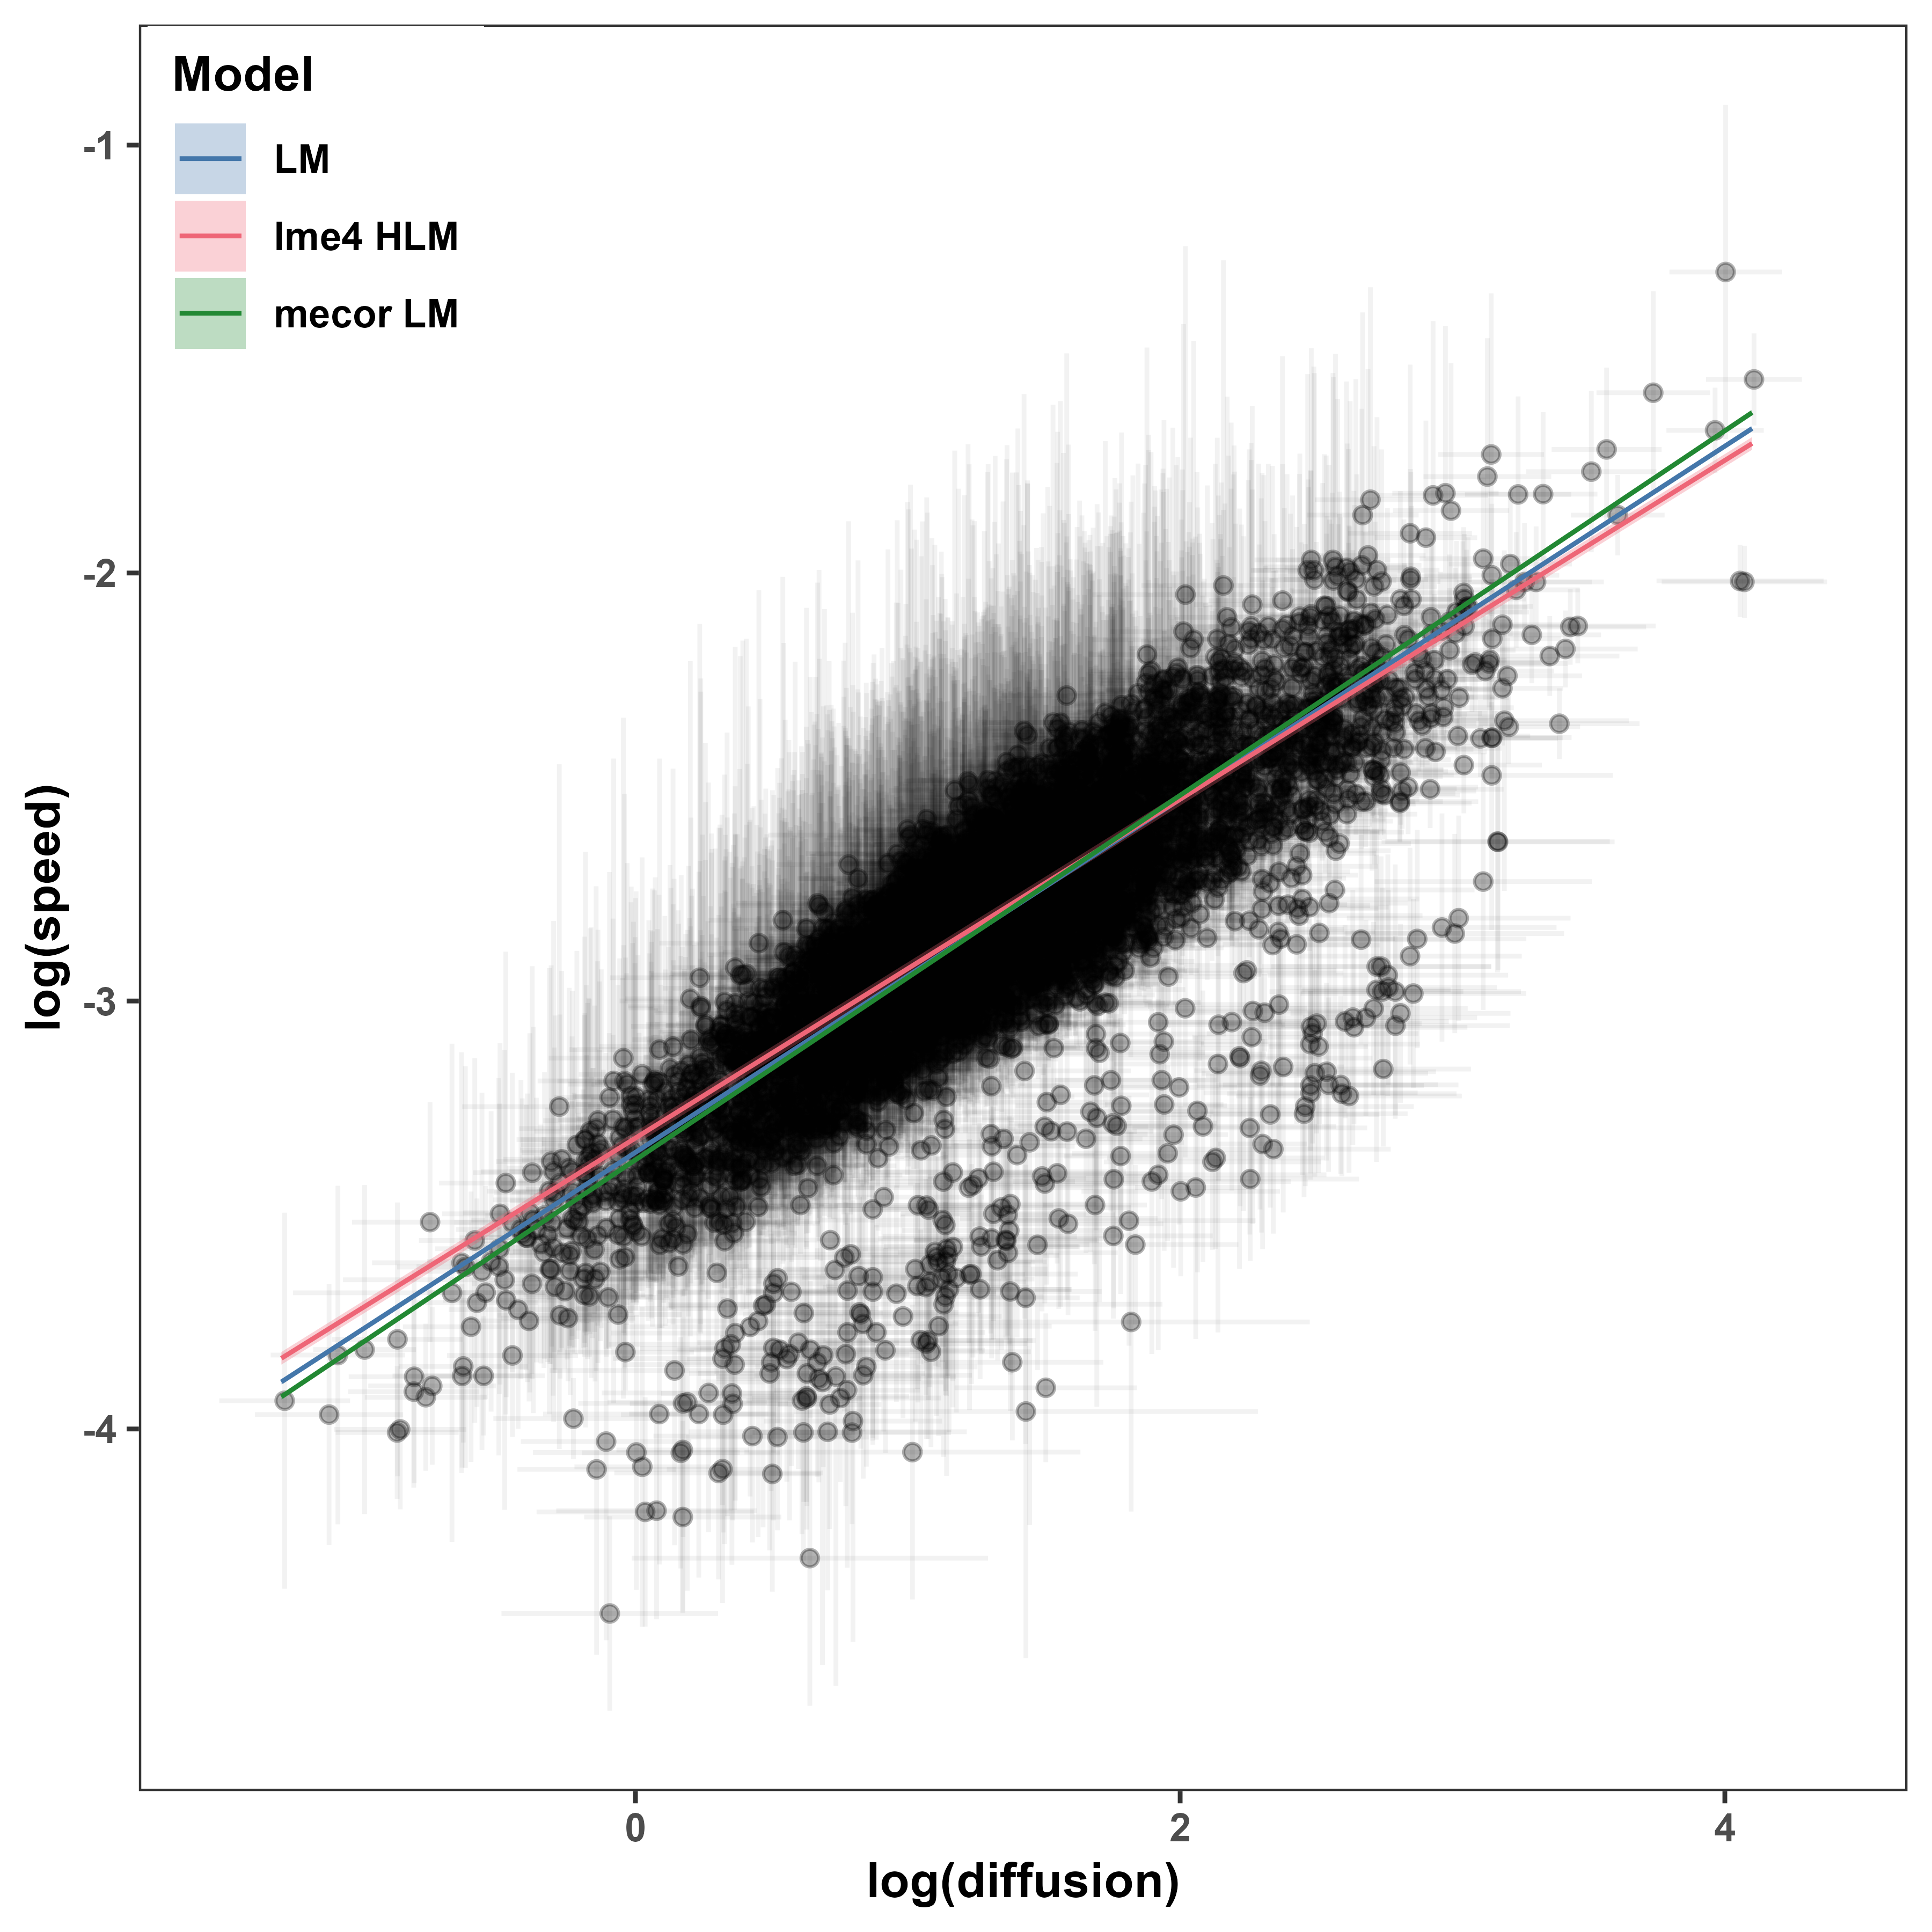 Model
LM
lme4 HLM
mecor LM
-1
-2
-3
-4
log(speed)
0
2
4
log(diffusion)